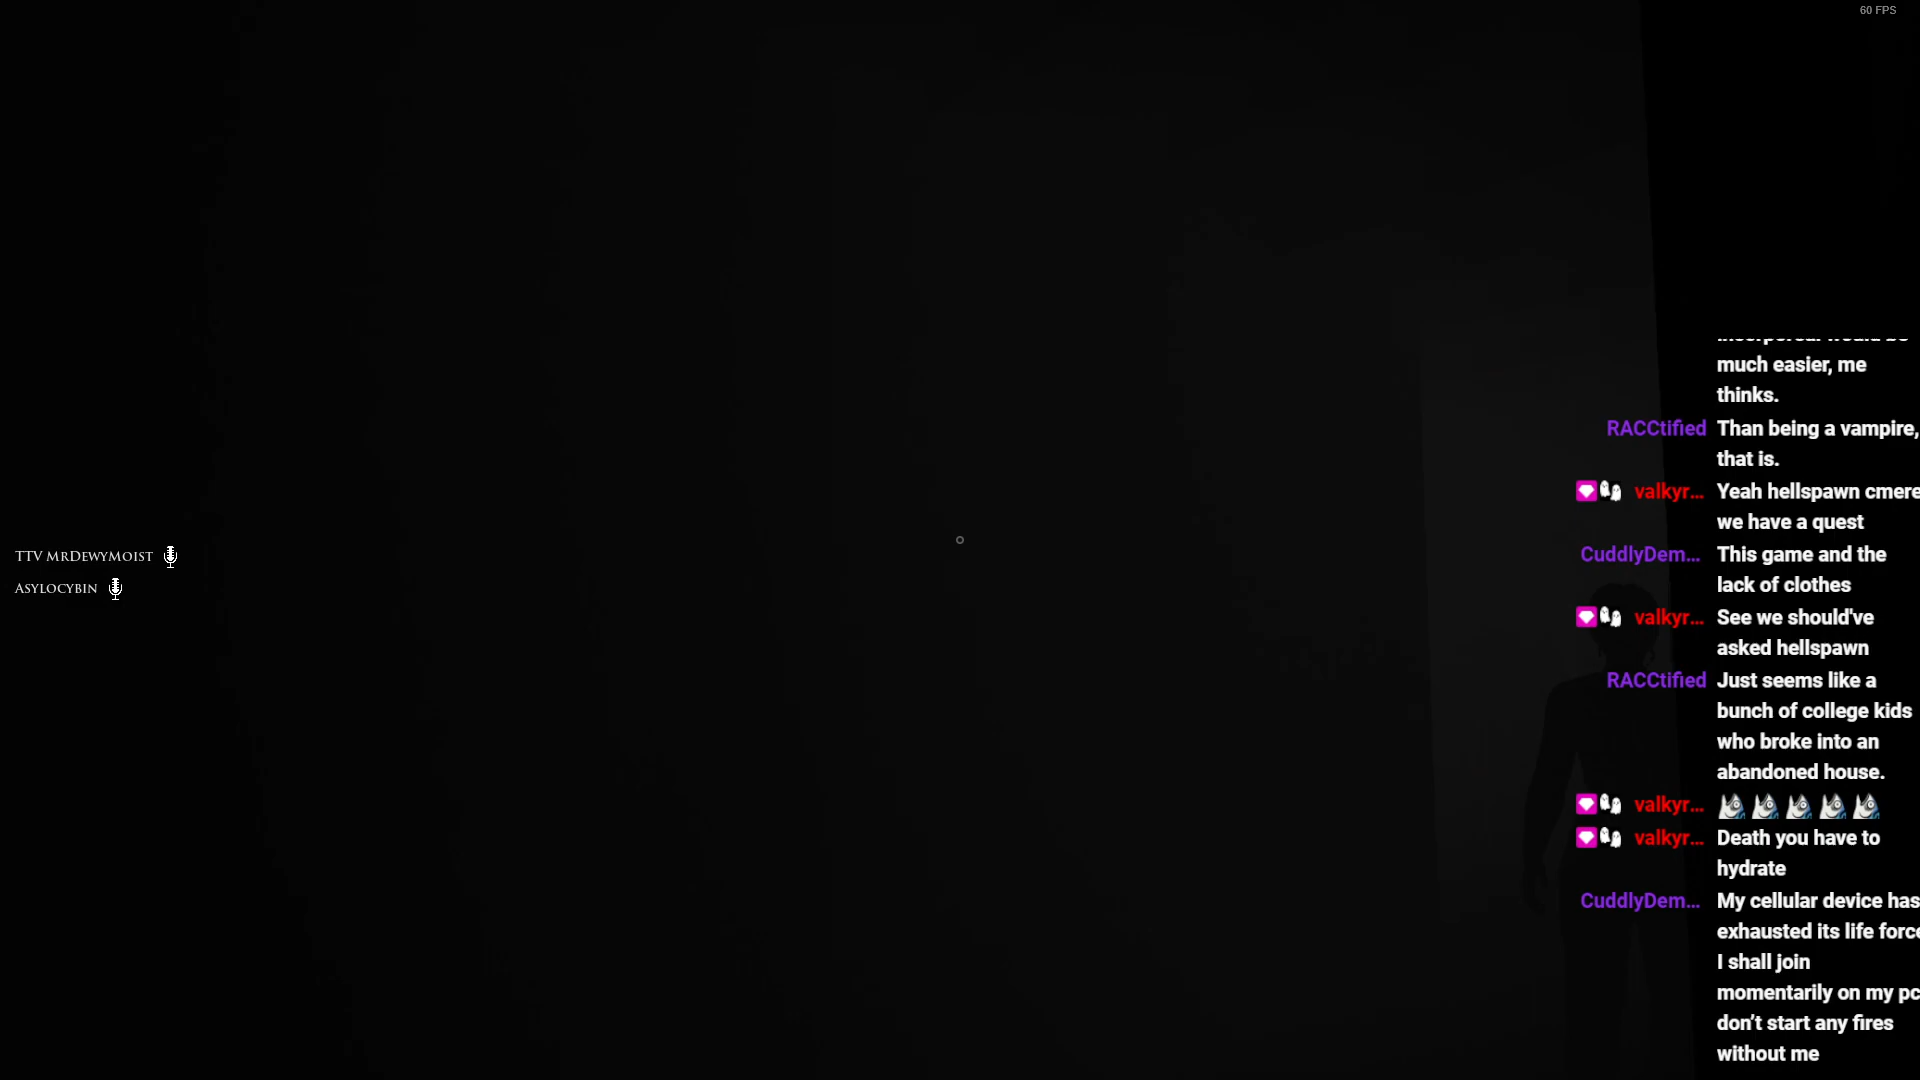 60 FPS
much easier, me
thinks.
RACCtified Than being a vampire,
that is.
valkyr... Yeah hellspawn cmere
we have a quest
TTV MrDewyMoist
CuddlyDem... This game and the
lack of clothes
Asylocybin
valkyr... See we should've
asked hellspawn
RACCtified Just seems like a
bunch of college kids
who broke into an
abandoned house.
valkyr...
valkyr... Death you have to
hydrate
CuddlyDem... My cellular device has
exhausted its life force
I shall join
momentarily on my pc
don't start any fires
without me